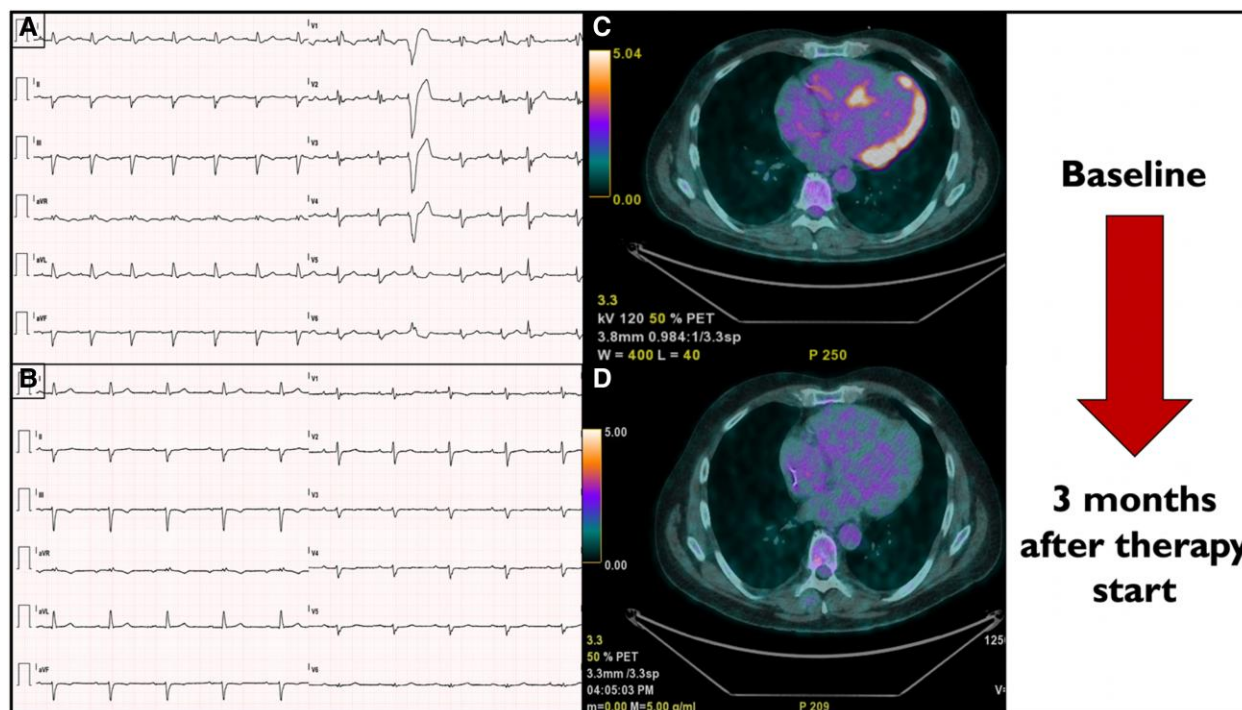 A
I
II
III
aVR
aVL
aVF
V1
V2
V3
V4
V5
V6
C
5.04
0.00
3.3
kV 120 50 % PET
3.8mm 0.984:1/3.3sp
W = 400 L = 40
P 250
B
I
II
III
aVR
aVL
aVF
V1
V2
V3
V4
V5
V6
D
5.00
0.00
3.3
50 % PET
3.3mm /3.3sp
04:05:03 PM
m=0.00 M=5.00 g/ml
P 209
125
V=
Baseline
3 months
after therapy
start